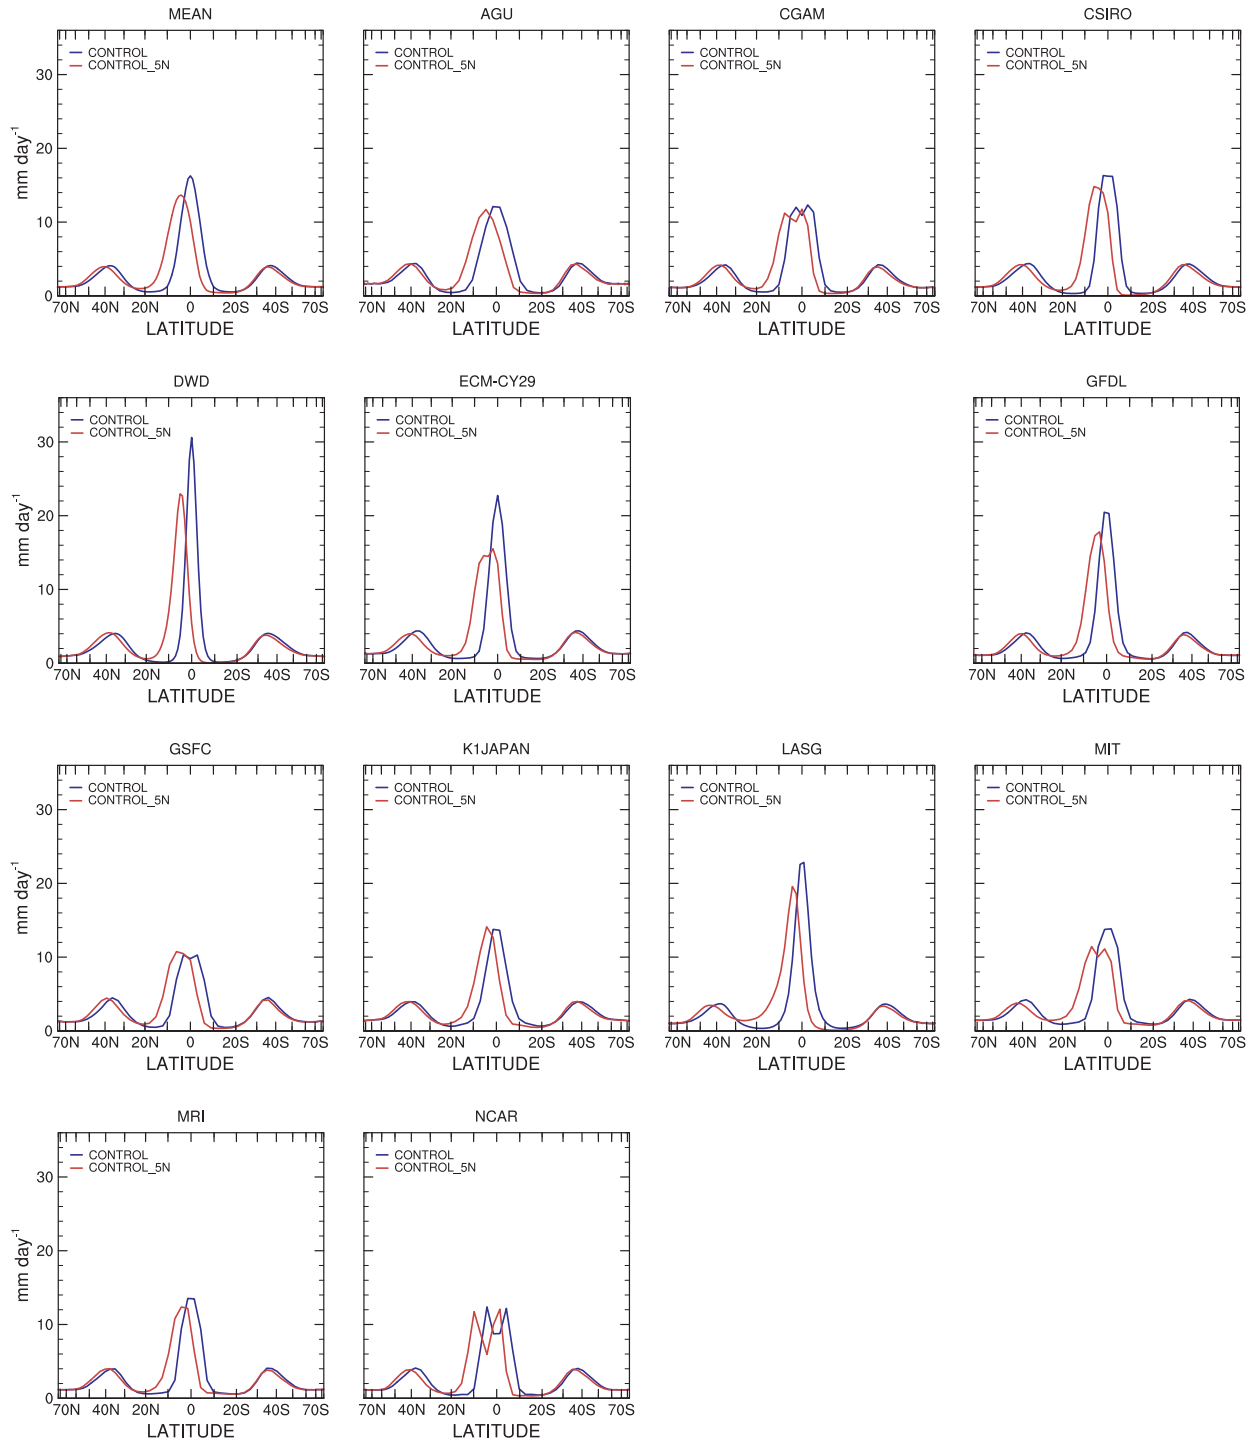 MEAN
CONTROL
CONTROL_5N
30
20
10
0
mm day-1
70N 40N 20N 0 20S 40S 70S
LATITUDE
AGU
CONTROL
CONTROL_5N
70N 40N 20N 0 20S 40S 70S
LATITUDE
CGAM
CONTROL
CONTROL_5N
70N 40N 20N 0 20S 40S 70S
LATITUDE
CSIRO
CONTROL
CONTROL_5N
70N 40N 20N 0 20S 40S 70S
LATITUDE
DWD
CONTROL
CONTROL_5N
30
20
10
0
mm day-1
70N 40N 20N 0 20S 40S 70S
LATITUDE
ECM-CY29
CONTROL
CONTROL_5N
70N 40N 20N 0 20S 40S 70S
LATITUDE
GFDL
CONTROL
CONTROL_5N
70N 40N 20N 0 20S 40S 70S
LATITUDE
GSFC
CONTROL
CONTROL_5N
30
20
10
0
mm day-1
70N 40N 20N 0 20S 40S 70S
LATITUDE
K1JAPAN
CONTROL
CONTROL_5N
70N 40N 20N 0 20S 40S 70S
LATITUDE
LASG
CONTROL
CONTROL_5N
70N 40N 20N 0 20S 40S 70S
LATITUDE
MIT
CONTROL
CONTROL_5N
70N 40N 20N 0 20S 40S 70S
LATITUDE
MRI
CONTROL
CONTROL_5N
30
20
10
0
mm day-1
70N 40N 20N 0 20S 40S 70S
LATITUDE
NCAR
CONTROL
CONTROL_5N
70N 40N 20N 0 20S 40S 70S
LATITUDE